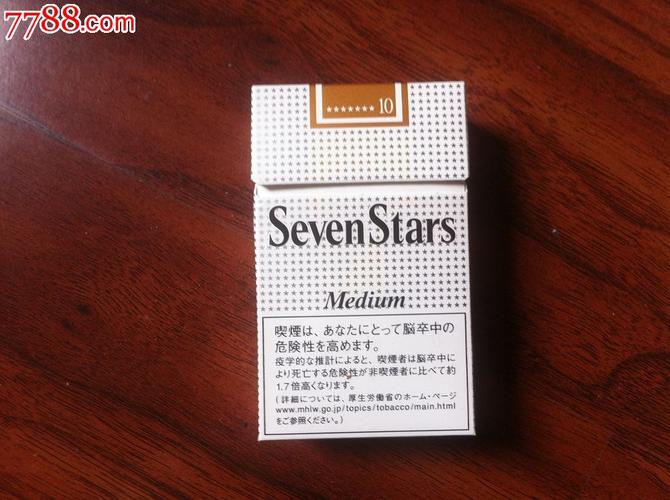 7788.com
******* 10
SevenStars
Medium
喫煙は、あなたにとって脳卒中の
危険性を高めます。
疫学的な推計によると、喫煙者は脳卒中に
より死亡する危険性が非喫煙者に比べて約
1.7倍高くなります。
（詳細については、厚生労働省のホーム・ページ
www.mhlw.go.jp/topics/tobacco/main.html
をご参照ください。）